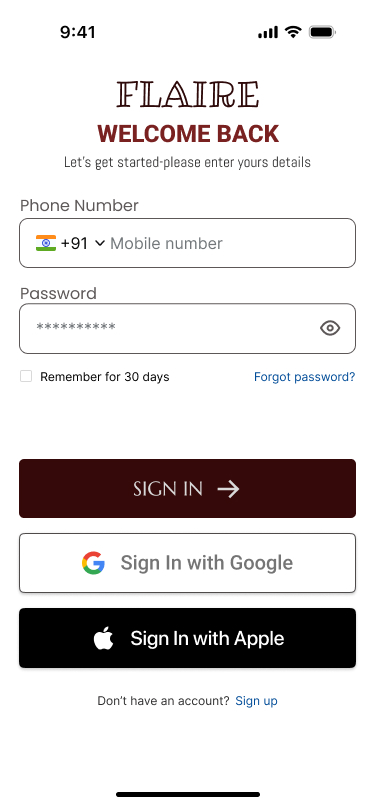 9:41
FLAIRE
WELCOME BACK
Let's get started-please enter yours details
Phone Number
+91 Mobile number
Password
**********
Remember for 30 days Forgot password?
SIGN IN
Sign In with Google
Sign In with Apple
Don't have an account? Sign up